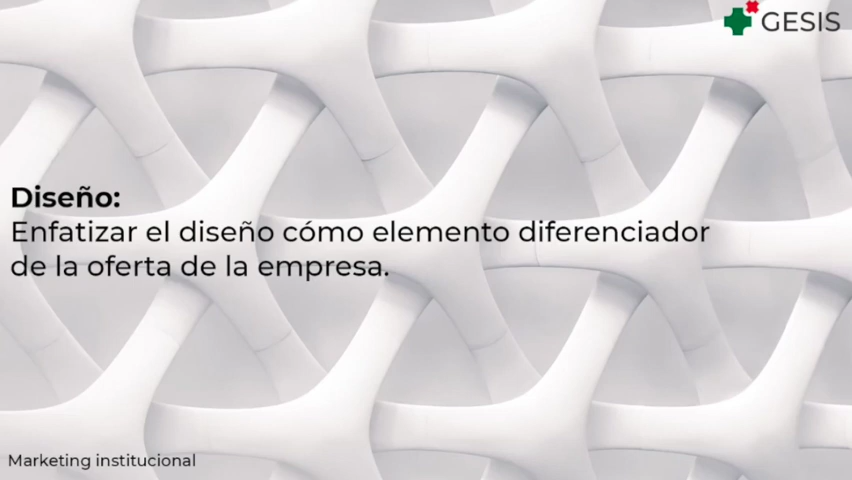 GESIS
Diseño:
Enfatizar el diseño cómo elemento diferenciador
de la oferta de la empresa.
Marketing institucional